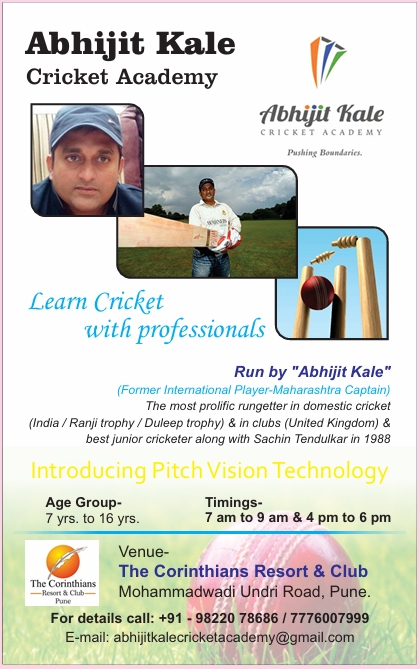 Abhijit Kale
Cricket Academy
Abhijit Kale
CRICKET ACADEMY
Pushing Boundaries.
Learn Cricket
with professionals
Run by "Abhijit Kale"
(Former International Player-Maharashtra Captain)
The most prolific rungetter in domestic cricket
(India / Ranji trophy / Duleep trophy) & in clubs (United Kingdom) &
best junior cricketer along with Sachin Tendulkar in 1988
Introducing Pitch Vision Technology
Age Group-
7 yrs. to 16 yrs.
Timings-
7 am to 9 am & 4 pm to 6 pm
The Corinthians
Resort & Club
Pune
Venue-
The Corinthians Resort & Club
Mohammadwadi Undri Road, Pune.
For details call: +91 - 98220 78686 / 7776007999
E-mail: abhijitkalecricketacademy@gmail.com